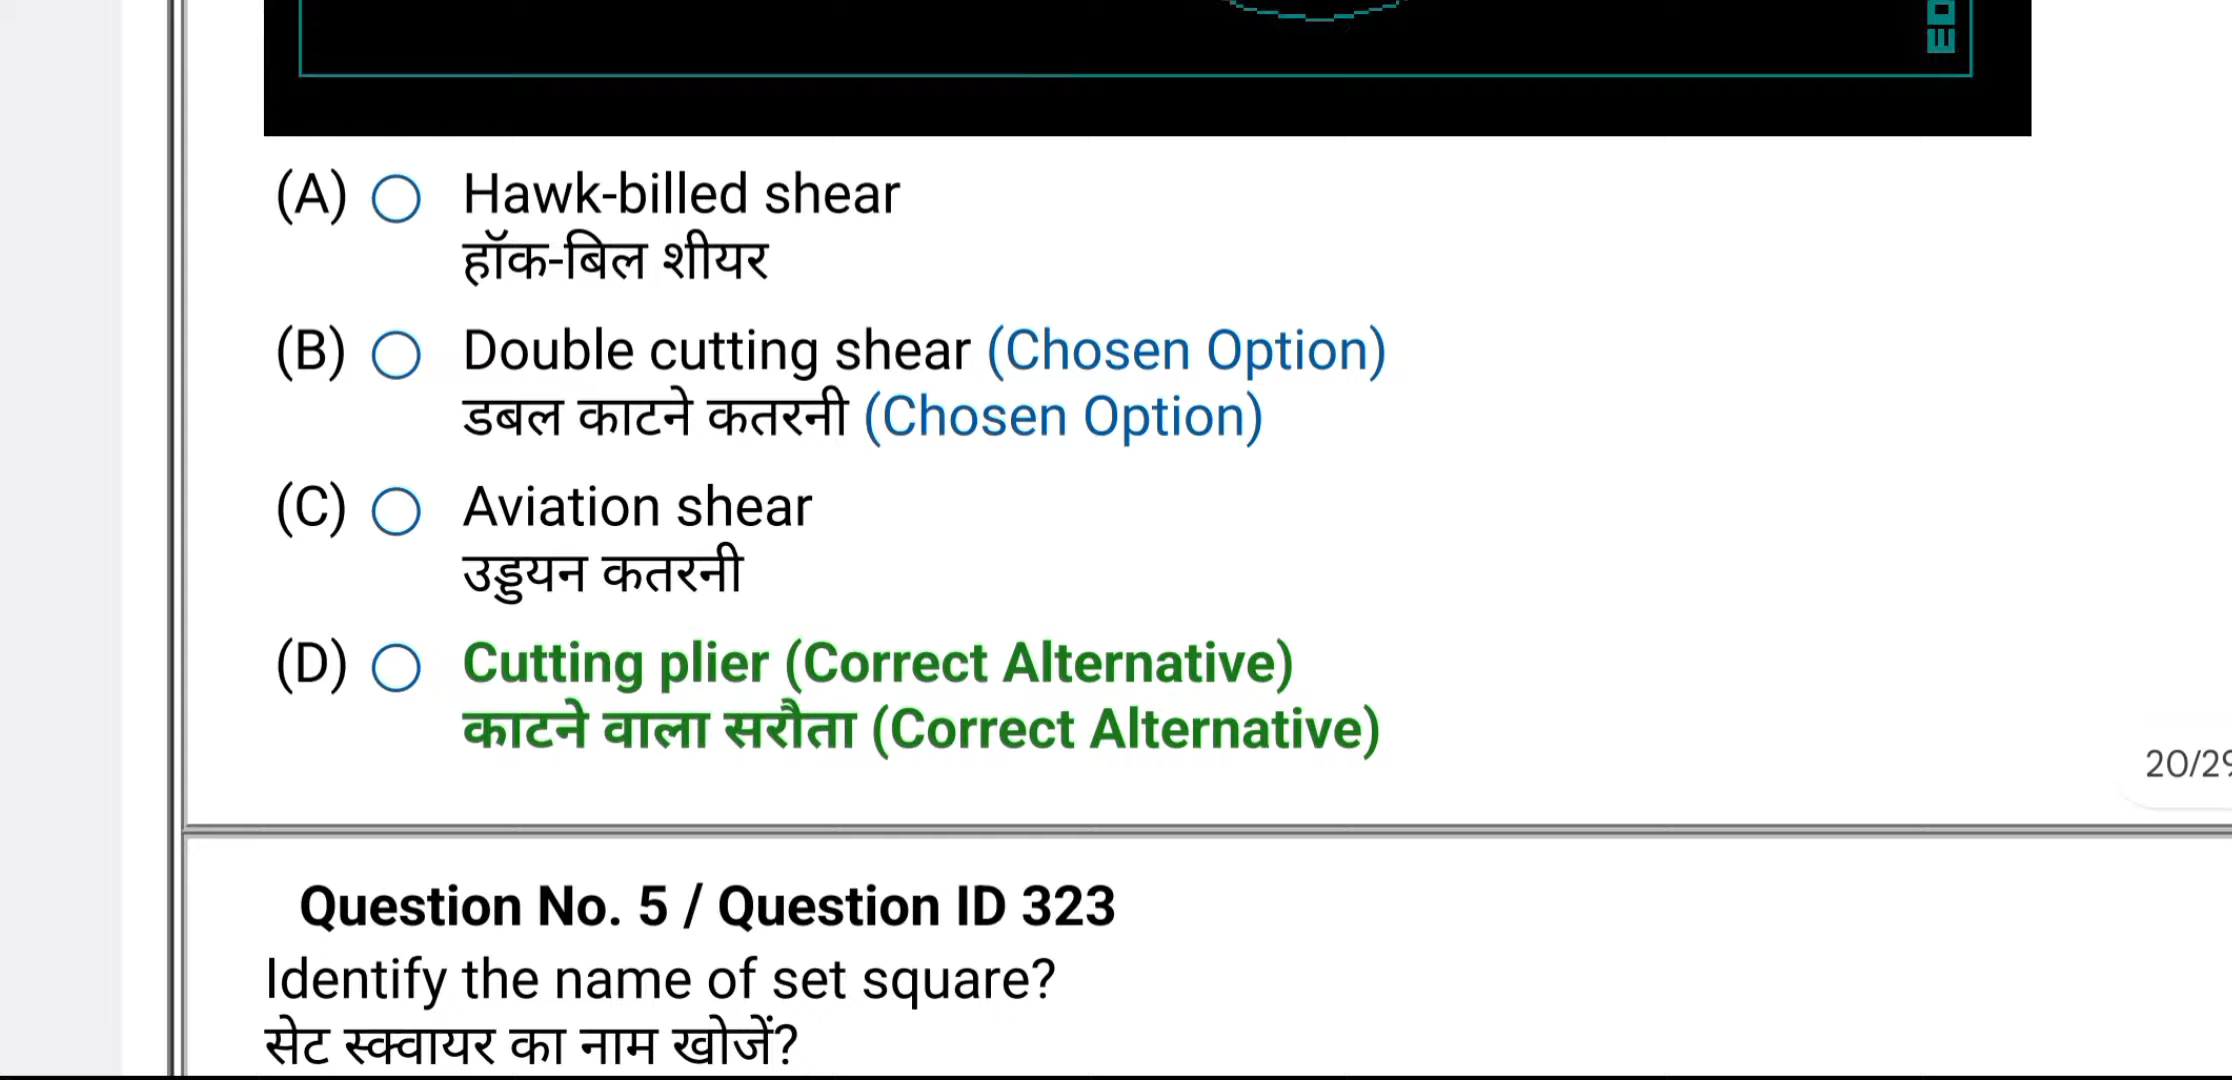 (A) Hawk-billed shear
हॉक-बिल शीयर
(B) Double cutting shear (Chosen Option)
डबल काटने कतरनी (Chosen Option)
(C) Aviation shear
उड्डयन कतरनी
(D) Cutting plier (Correct Alternative)
काटने वाला सरौता (Correct Alternative)
Question No. 5 / Question ID 323
Identify the name of set square?
सेट स्क्वायर का नाम खोजें?